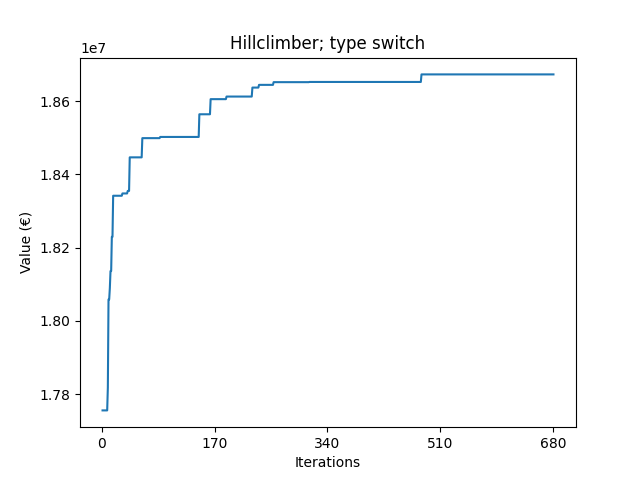 Hillclimber; type switch
1e7
1.86
1.84
1.82
1.80
1.78
Value (€)
0 170 340 510 680
Iterations